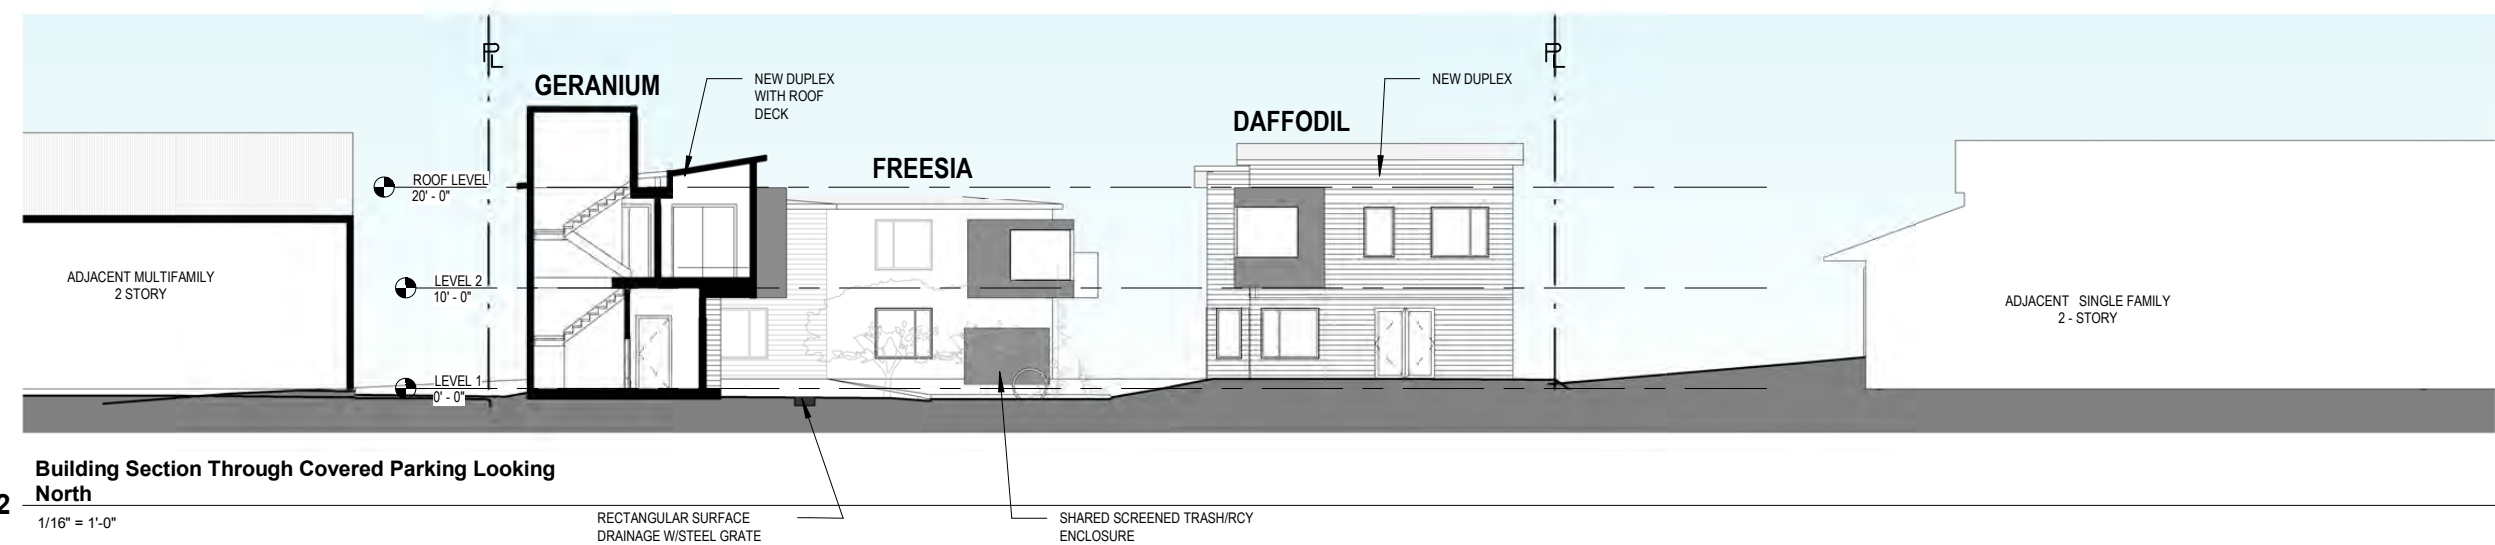 PL
PL
GERANIUM
NEW DUPLEX
WITH ROOF
DECK
NEW DUPLEX
DAFFODIL
FREESIA
ROOF LEVEL
20' - 0"
ADJACENT MULTIFAMILY
2 STORY
LEVEL 2
10' - 0"
ADJACENT SINGLE FAMILY
2 - STORY
LEVEL 1
0' - 0"
Building Section Through Covered Parking Looking
North
2
1/16" = 1'-0"
RECTANGULAR SURFACE
DRAINAGE W/STEEL GRATE
SHARED SCREENED TRASH/RCY
ENCLOSURE